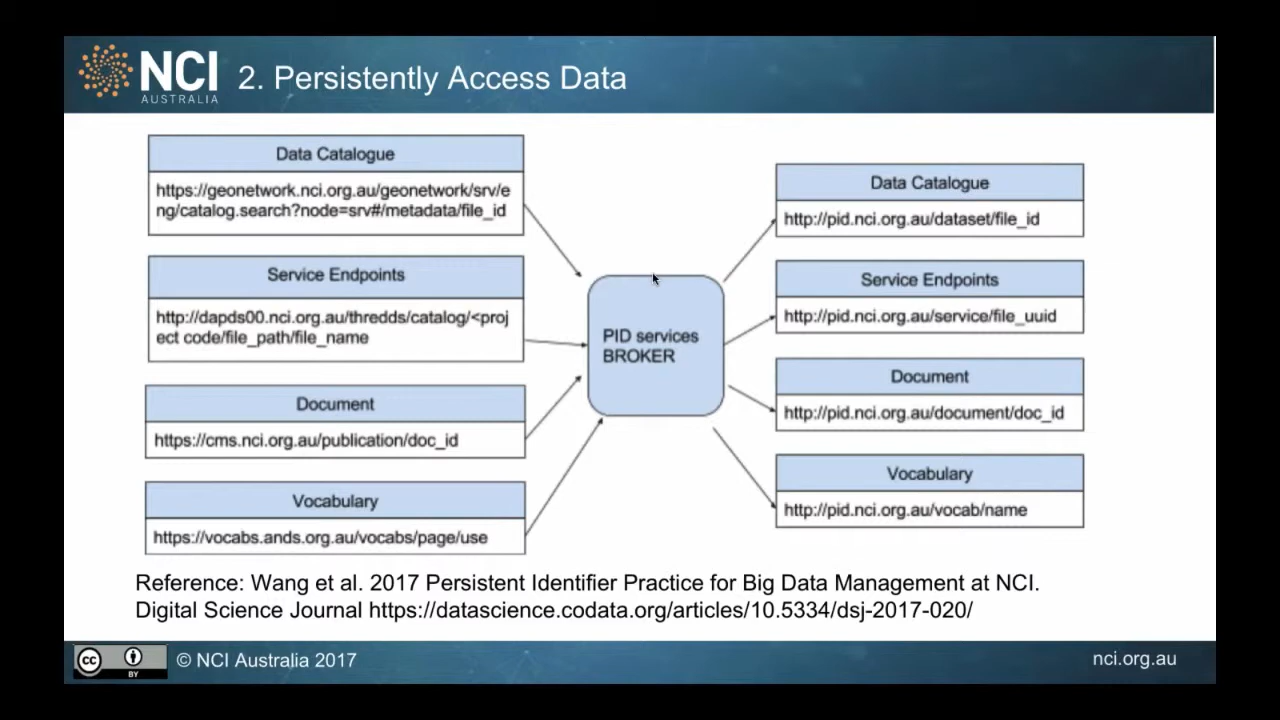 NCI
AUSTRALIA
2. Persistently Access Data
Data Catalogue
https://geonetwork.nci.org.au/geonetwork/srv/e
ng/catalog.search?node=srv#/metadata/file_id
Service Endpoints
http://dapds00.nci.org.au/thredds/catalog/<proj
ect code/file_path/file_name
Document
https://cms.nci.org.au/publication/doc_id
Vocabulary
https://vocabs.ands.org.au/vocabs/page/use
PID services
BROKER
Data Catalogue
http://pid.nci.org.au/dataset/file_id
Service Endpoints
http://pid.nci.org.au/service/file_uuid
Document
http://pid.nci.org.au/document/doc_id
Vocabulary
http://pid.nci.org.au/vocab/name
Reference: Wang et al. 2017 Persistent Identifier Practice for Big Data Management at NCI.
Digital Science Journal https://datascience.codata.org/articles/10.5334/dsj-2017-020/
cc
BY
© NCI Australia 2017
nci.org.au